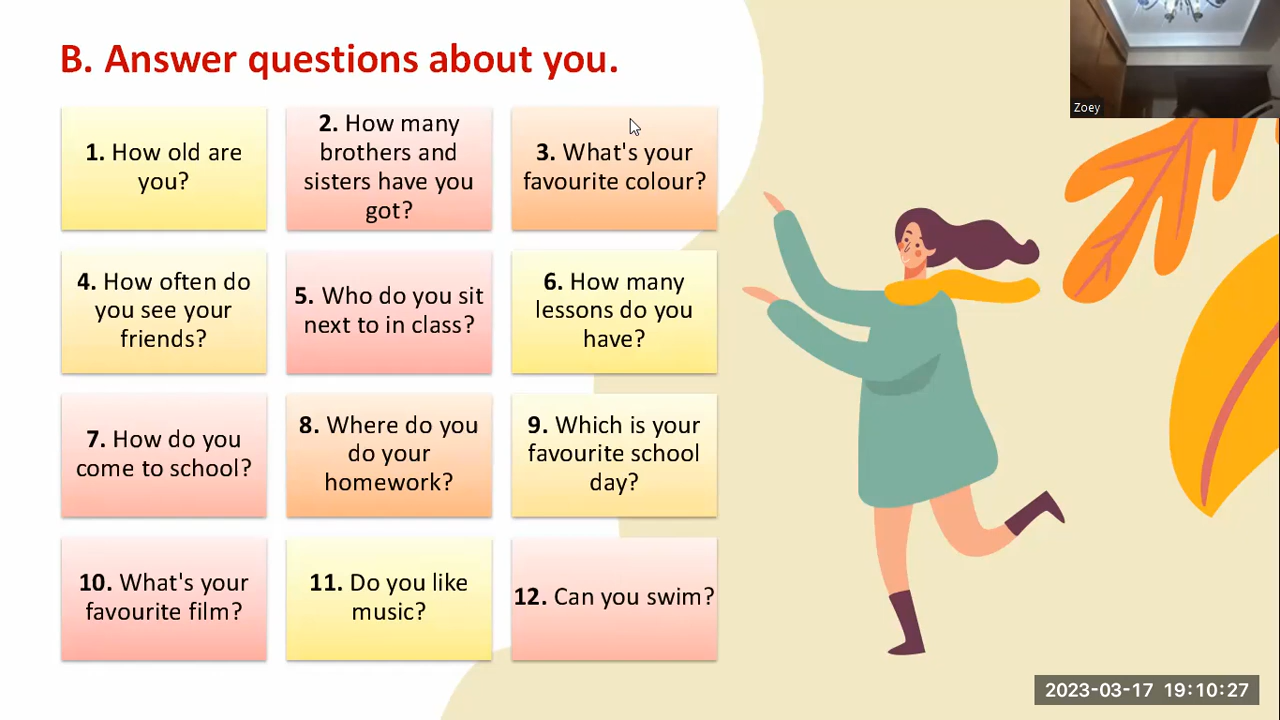 B. Answer questions about you.
1. How old are
you?
2. How many
brothers and
sisters have you
got?
3. What's your
favourite colour?
4. How often do
you see your
friends?
5. Who do you sit
next to in class?
6. How many
lessons do you
have?
7. How do you
come to school?
8. Where do you
do your
homework?
9. Which is your
favourite school
day?
10. What's your
favourite film?
11. Do you like
music?
12. Can you swim?
Zoey
2023-03-17 19:10:27